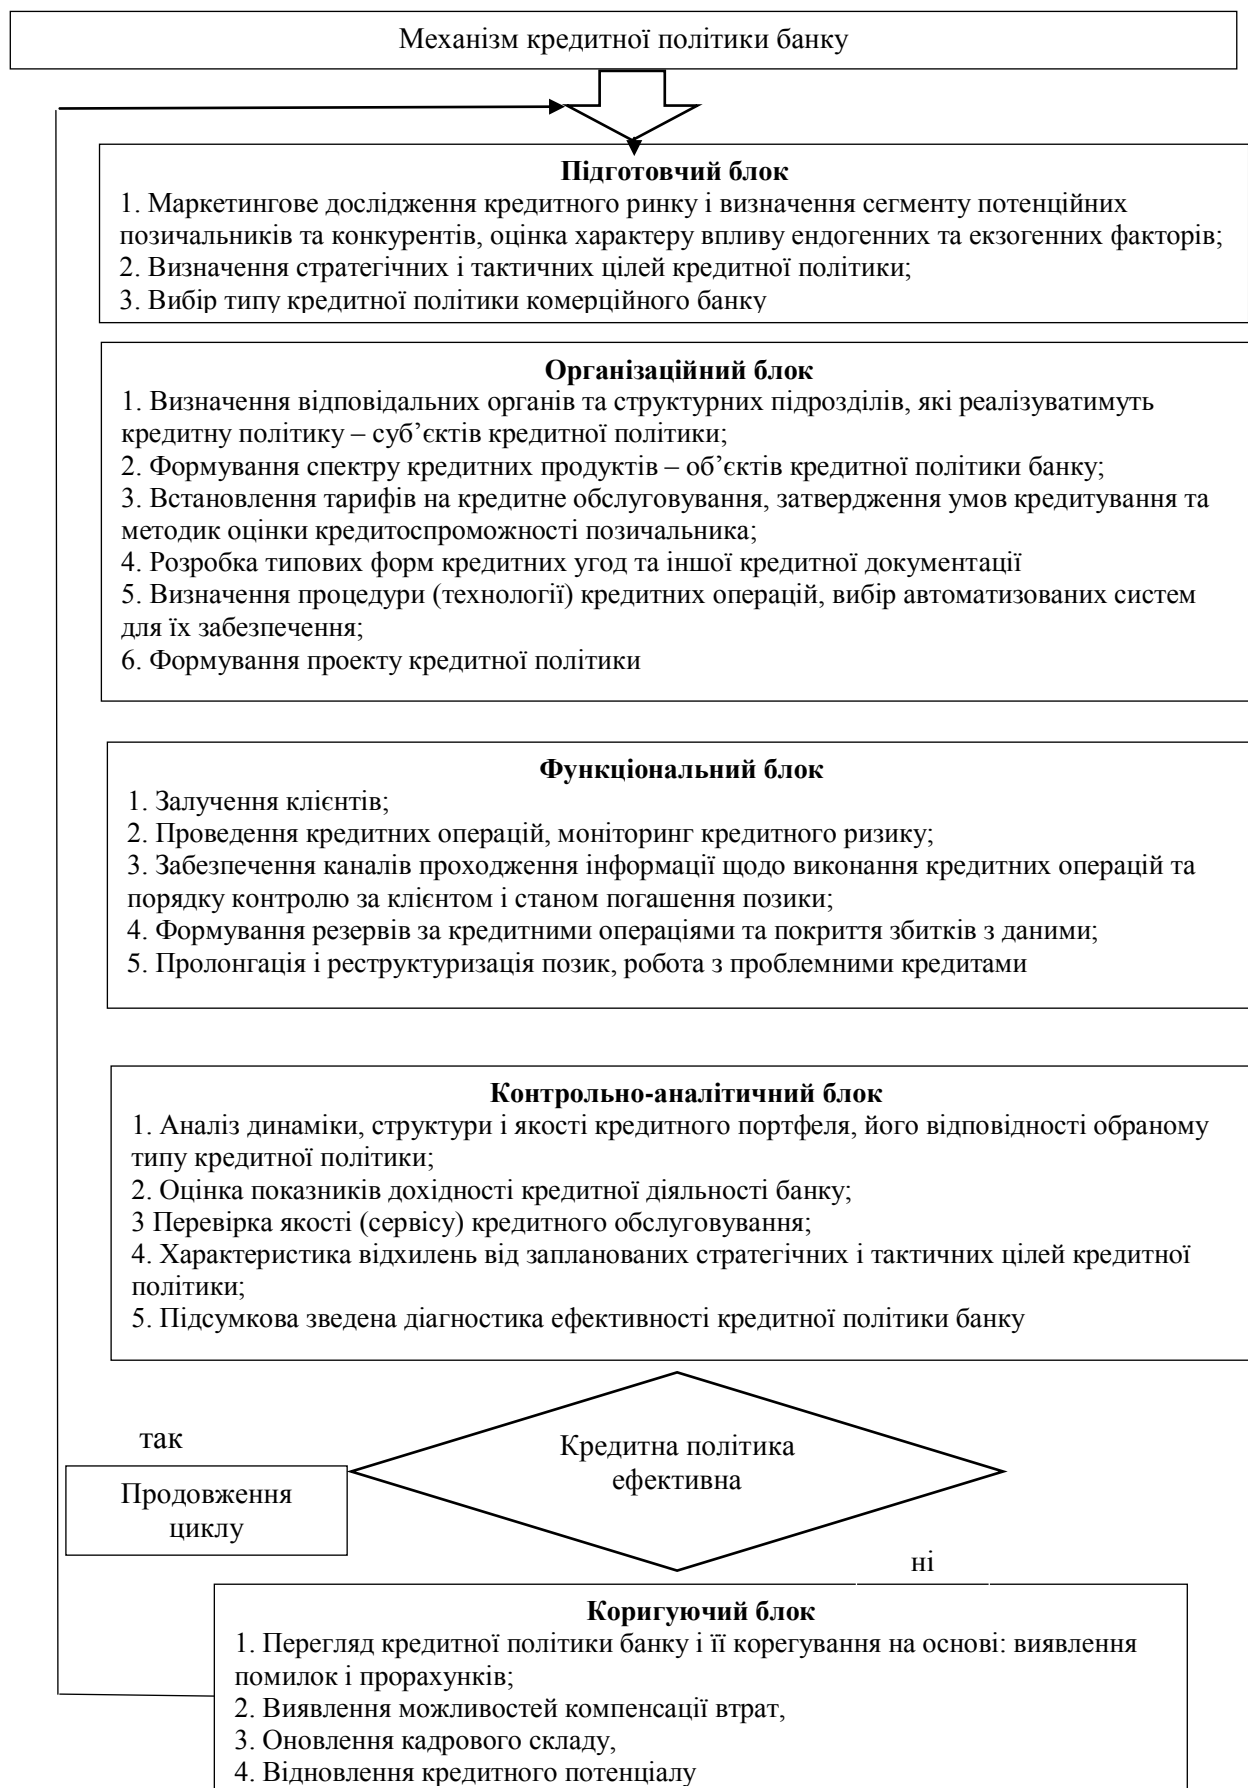 Механізм кредитної політики банку
Підготовчий блок
1. Маркетингове дослідження кредитного ринку і визначення сегменту потенційних
позичальників та конкурентів, оцінка характеру впливу ендогенних та екзогенних факторів;
2. Визначення стратегічних і тактичних цілей кредитної політики;
3. Вибір типу кредитної політики комерційного банку
Організаційний блок
1. Визначення відповідальних органів та структурних підрозділів, які реалізуватимуть
кредитну політику – суб’єктів кредитної політики;
2. Формування спектру кредитних продуктів – об’єктів кредитної політики банку;
3. Встановлення тарифів на кредитне обслуговування, затвердження умов кредитування та
методик оцінки кредитоспроможності позичальника;
4. Розробка типових форм кредитних угод та іншої кредитної документації
5. Визначення процедури (технології) кредитних операцій, вибір автоматизованих систем
для їх забезпечення;
6. Формування проекту кредитної політики
Функціональний блок
1. Залучення клієнтів;
2. Проведення кредитних операцій, моніторинг кредитного ризику;
3. Забезпечення каналів проходження інформації щодо виконання кредитних операцій та
порядку контролю за клієнтом і станом погашення позики;
4. Формування резервів за кредитними операціями та покриття збитків з даними;
5. Пролонгація і реструктуризація позик, робота з проблемними кредитами
Контрольно-аналітичний блок
1. Аналіз динаміки, структури і якості кредитного портфеля, його відповідності обраному
типу кредитної політики;
2. Оцінка показників дохідності кредитної діяльності банку;
3 Перевірка якості (сервісу) кредитного обслуговування;
4. Характеристика відхилень від запланованих стратегічних і тактичних цілей кредитної
політики;
5. Підсумкова зведена діагностика ефективності кредитної політики банку
Кредитна політика
ефективна
так
Продовження
циклу
ні
Коригуючий блок
1. Перегляд кредитної політики банку і її корегування на основі: виявлення
помилок і прорахунків;
2. Виявлення можливостей компенсації втрат,
3. Оновлення кадрового складу,
4. Відновлення кредитного потенціалу